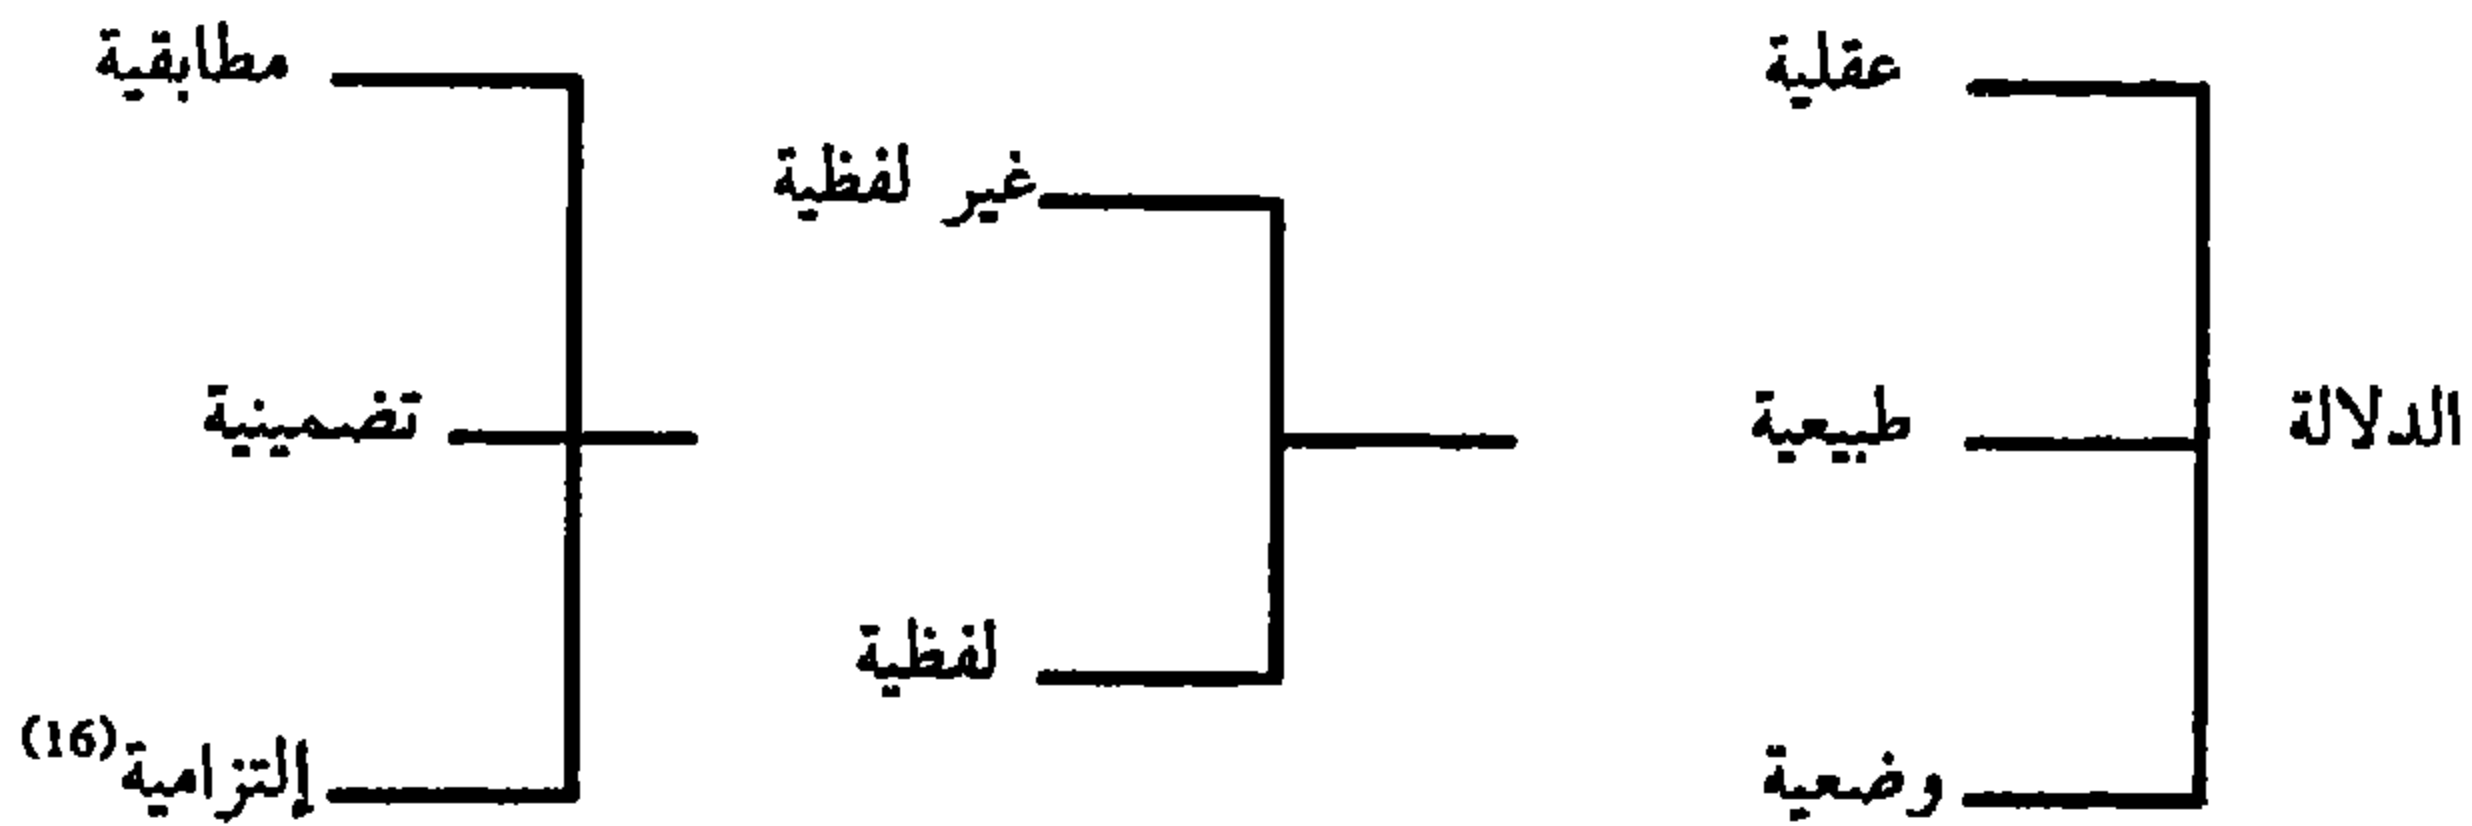 الدلالة
عقلية
طبيعية
وضعية
غير لفظية
لفظية
مطابقية
تضمينية
إلتزامية(16)